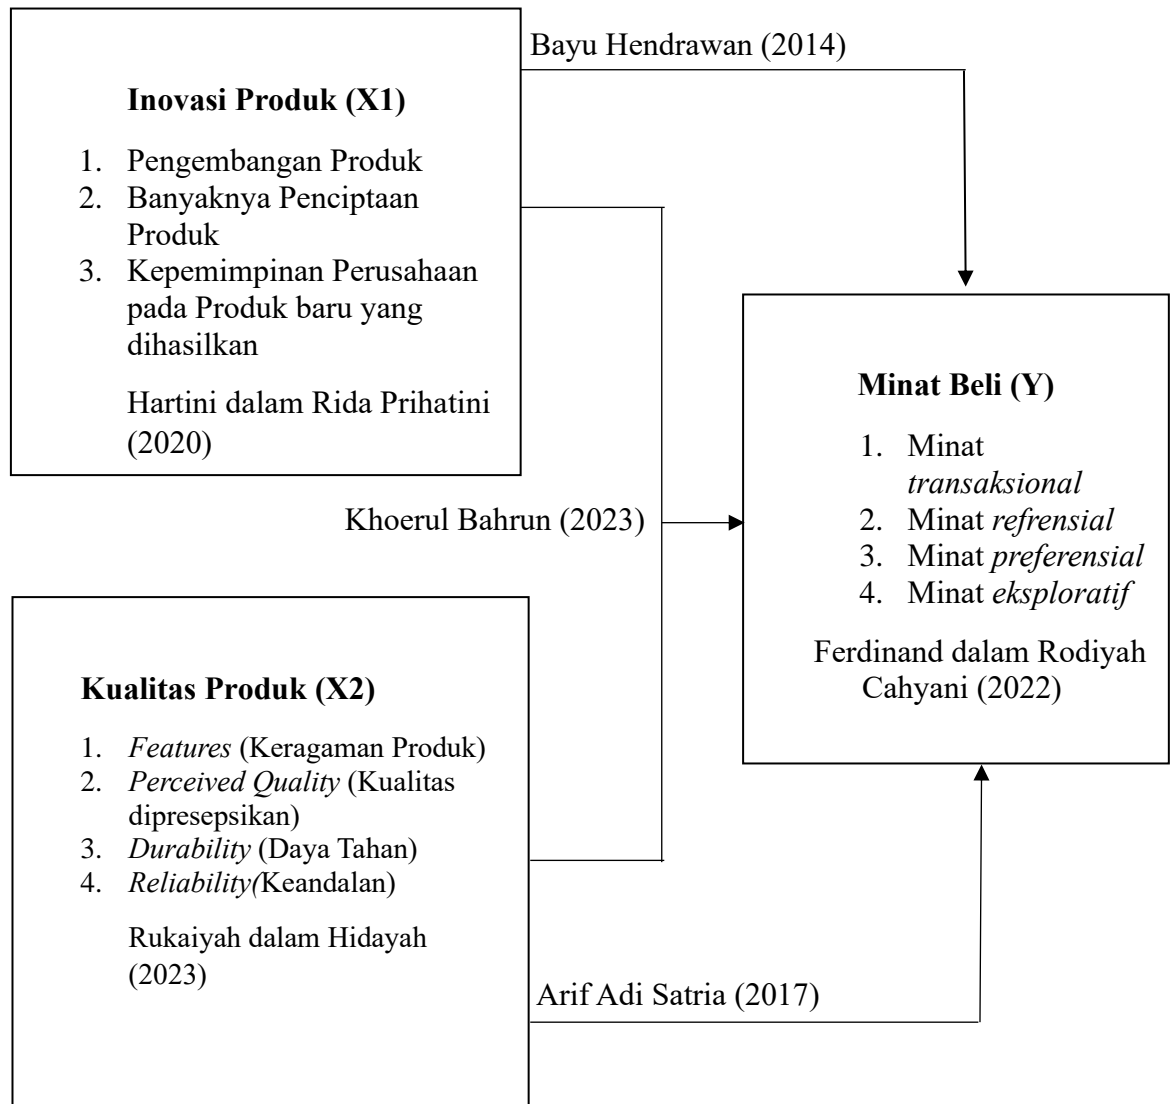 Bayu Hendrawan (2014)
Inovasi Produk (X1)
1. Pengembangan Produk
2. Banyaknya Penciptaan
Produk
3. Kepemimpinan Perusahaan
pada Produk baru yang
dihasilkan
Hartini dalam Rida Prihatini
(2020)
Khoerul Bahrun (2023)
Minat Beli (Y)
1. Minat
transaksional
2. Minat refrensial
3. Minat preferensial
4. Minat eksploratif
Ferdinand dalam Rodiyah
Cahyani (2022)
Kualitas Produk (X2)
1. Features (Keragaman Produk)
2. Perceived Quality (Kualitas
dipresepsikan)
3. Durability (Daya Tahan)
4. Reliability(Keandalan)
Rukaiyah dalam Hidayah
(2023)
Arif Adi Satria (2017)